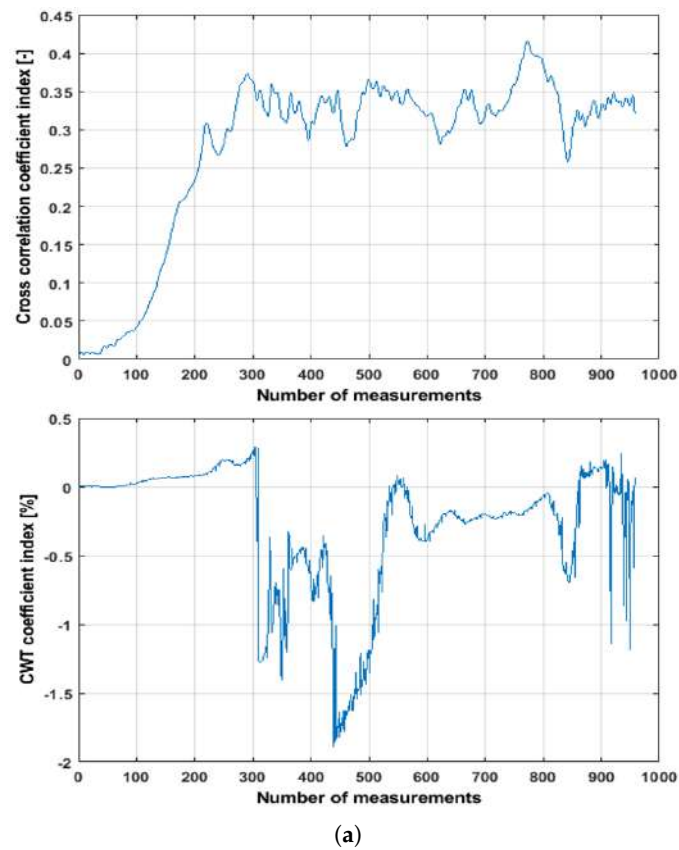 0.45
0.4
0.35
0.3
0.25
0.2
0.15
0.1
0.05
0
Cross correlation coefficient index [-]
0 100 200 300 400 500 600 700 800 900 1000
Number of measurements
0.5
0
-0.5
-1
-1.5
-2
CWT coefficient index [%]
0 100 200 300 400 500 600 700 800 900 1000
Number of measurements
(a)